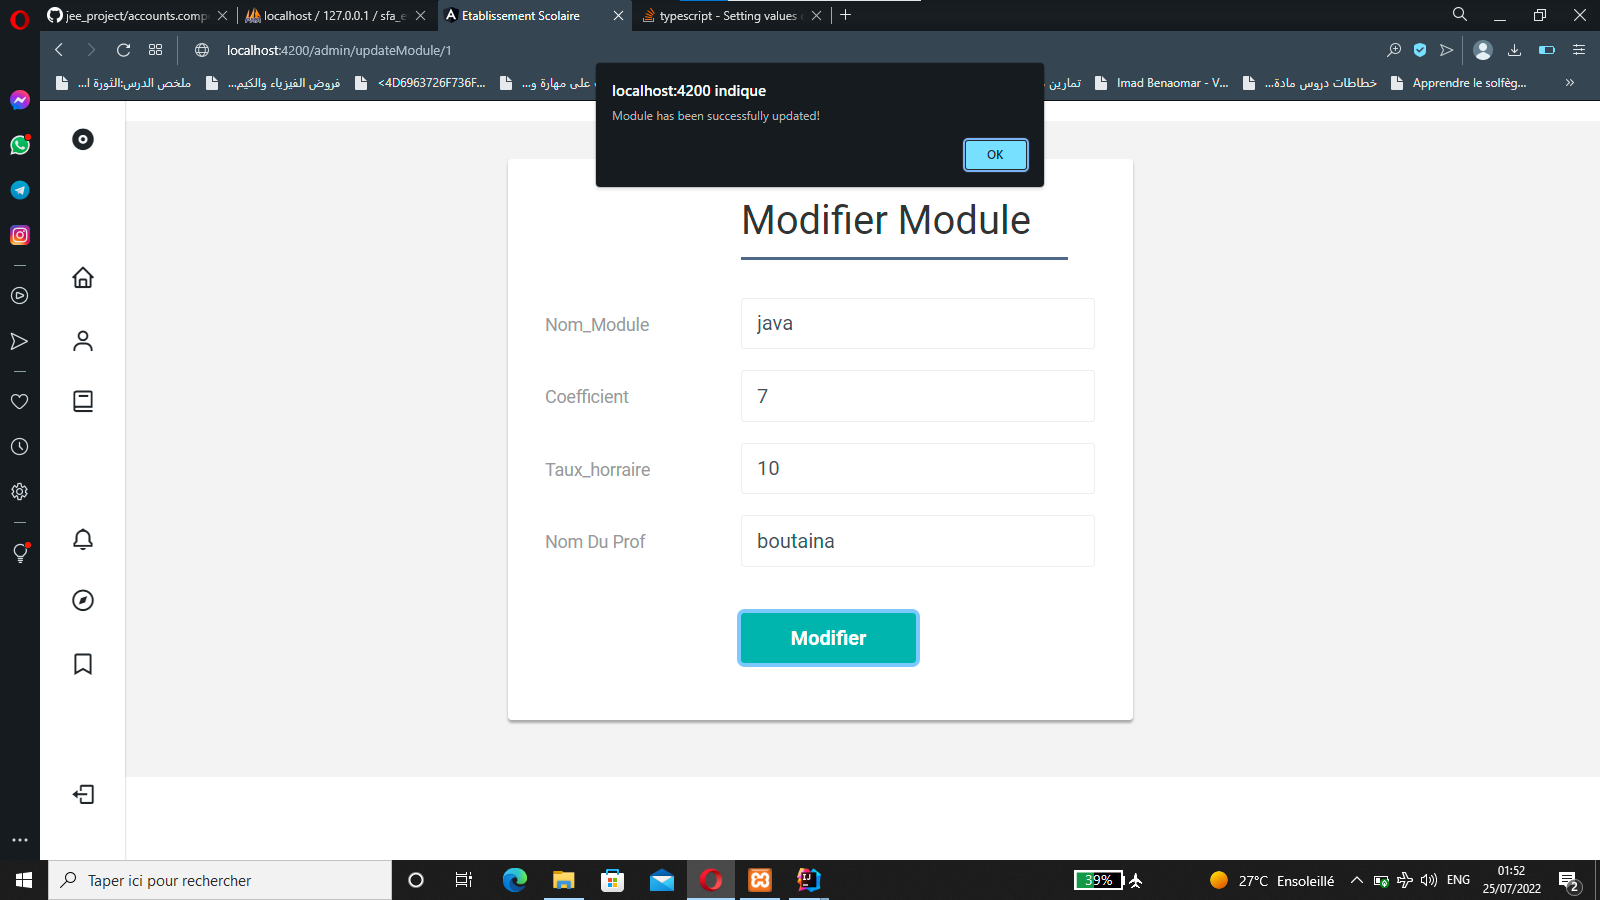 jee_project/accounts.comp
localhost / 127.0.0.1 / sfa_e
Etablissement Scolaire
typescript - Setting values
localhost:4200/admin/updateModule/1
ملخص الدرس:الثورة ا...
فروض الفيزياء والكيم...
<4D6963726F736F...
على مهارة و...
تمارين
Imad Benaomar - V...
خطاطات دروس مادة...
Apprendre le solfèg...
localhost:4200 indique
Module has been successfully updated!
OK
Modifier Module
Nom_Module
java
Coefficient
7
Taux_horraire
10
Nom Du Prof
boutaina
Modifier
Taper ici pour rechercher
39%
27°C Ensoleillé
ENG
01:52
25/07/2022
2